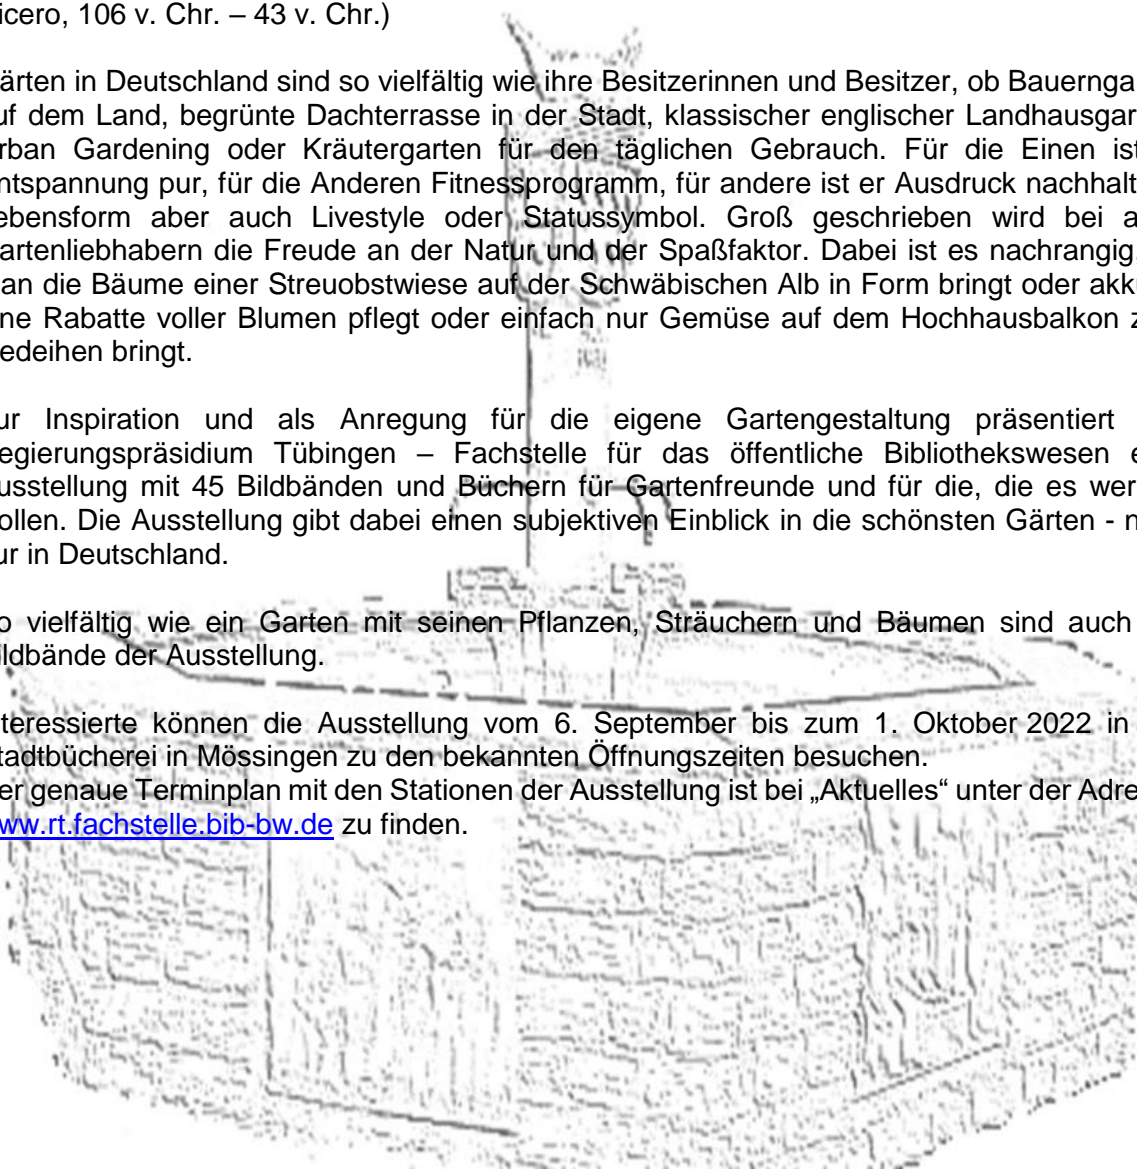 icero, 106 v. Chr. – 43 v. Chr.)
ärten in Deutschland sind so vielfältig wie ihre Besitzerinnen und Besitzer, ob Bauernga
uf dem Land, begrünte Dachterrasse in der Stadt, klassischer englischer Landhausgar
rban Gardening oder Kräutergarten für den täglichen Gebrauch. Für die Einen ist
ntspannung pur, für die Anderen Fitnessprogramm, für andere ist er Ausdruck nachhalt
ebensform aber auch Livestyle oder Statussymbol. Groß geschrieben wird bei a
artenliebhabern die Freude an der Natur und der Spaßfaktor. Dabei ist es nachrangig,
an die Bäume einer Streuobstwiese auf der Schwäbischen Alb in Form bringt oder akku
ne Rabatte voller Blumen pflegt oder einfach nur Gemüse auf dem Hochhausbalkon z
edeihen bringt.
ur Inspiration und als Anregung für die eigene Gartengestaltung präsentiert
egierungspräsidium Tübingen – Fachstelle für das öffentliche Bibliothekswesen e
usstellung mit 45 Bildbänden und Büchern für Gartenfreunde und für die, die es wer
ollen. Die Ausstellung gibt dabei einen subjektiven Einblick in die schönsten Gärten - n
ur in Deutschland.
o vielfältig wie ein Garten mit seinen Pflanzen, Sträuchern und Bäumen sind auch
ildbände der Ausstellung.
teressierte können die Ausstellung vom 6. September bis zum 1. Oktober 2022 in
tadtbücherei in Mössingen zu den bekannten Öffnungszeiten besuchen.
er genaue Terminplan mit den Stationen der Ausstellung ist bei „Aktuelles“ unter der Adre
ww.rt.fachstelle.bib-bw.de zu finden.